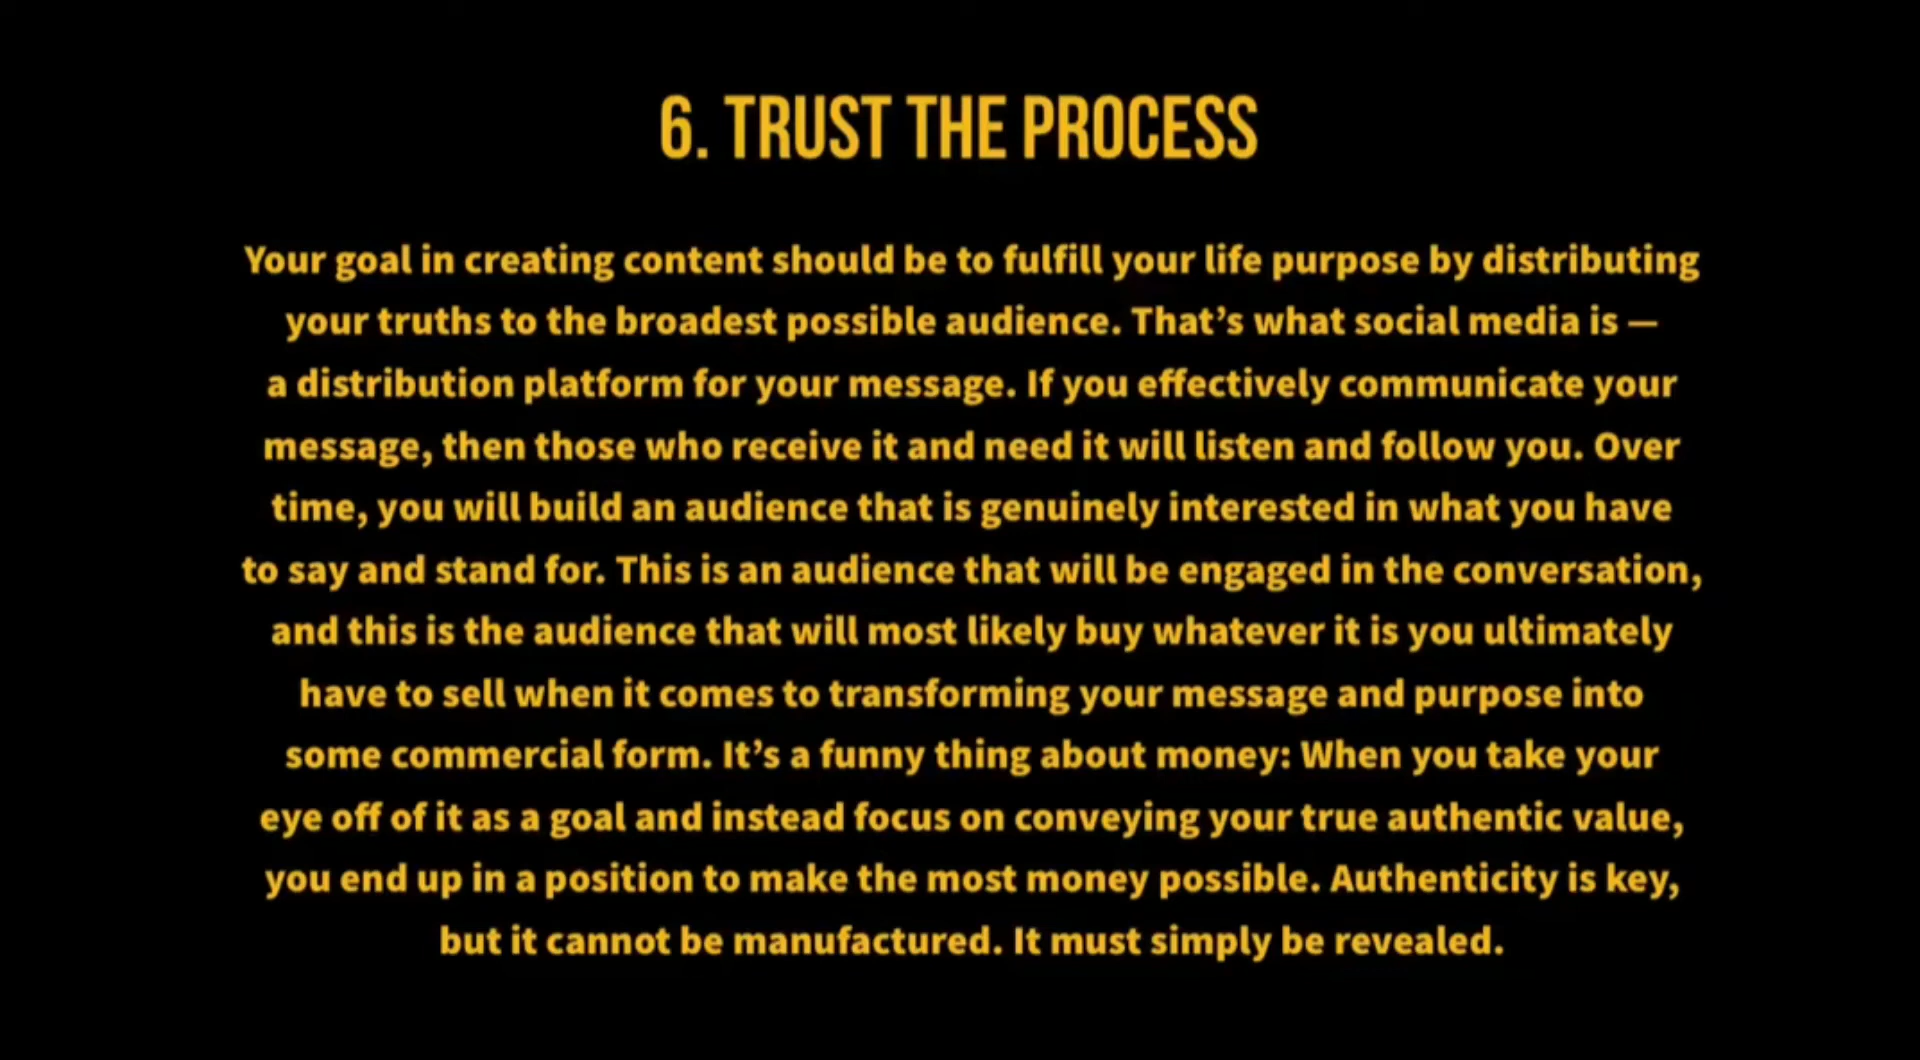 6. TRUST THE PROCESS
Your goal in creating content should be to fulfill your life purpose by distributing
your truths to the broadest possible audience. That’s what social media is —
a distribution platform for your message. If you effectively communicate your
message, then those who receive it and need it will listen and follow you. Over
time, you will build an audience that is genuinely interested in what you have
to say and stand for. This is an audience that will be engaged in the conversation,
and this is the audience that will most likely buy whatever it is you ultimately
have to sell when it comes to transforming your message and purpose into
some commercial form. It’s a funny thing about money: When you take your
eye off of it as a goal and instead focus on conveying your true authentic value,
you end up in a position to make the most money possible. Authenticity is key,
but it cannot be manufactured. It must simply be revealed.